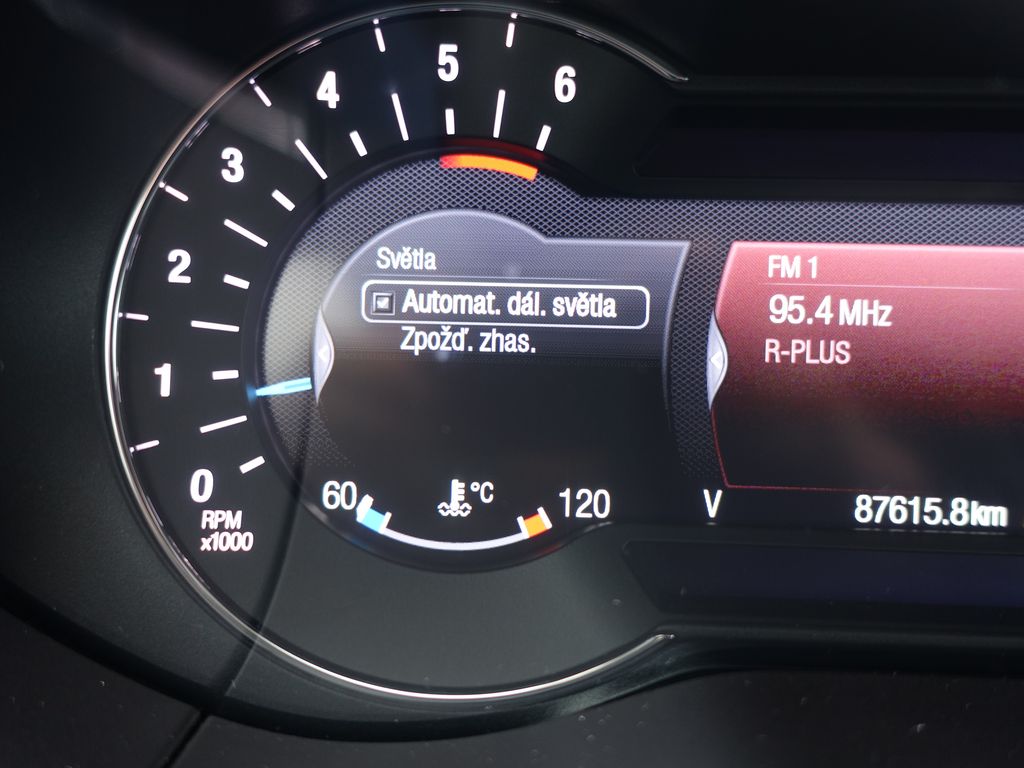 6
5
4
3
2
1
0
RPM
x1000
Světla
Automat. dál. světla
Zpožď. zhas.
60
°C
120
FM 1
95.4 MHz
R-PLUS
V
87615.8km